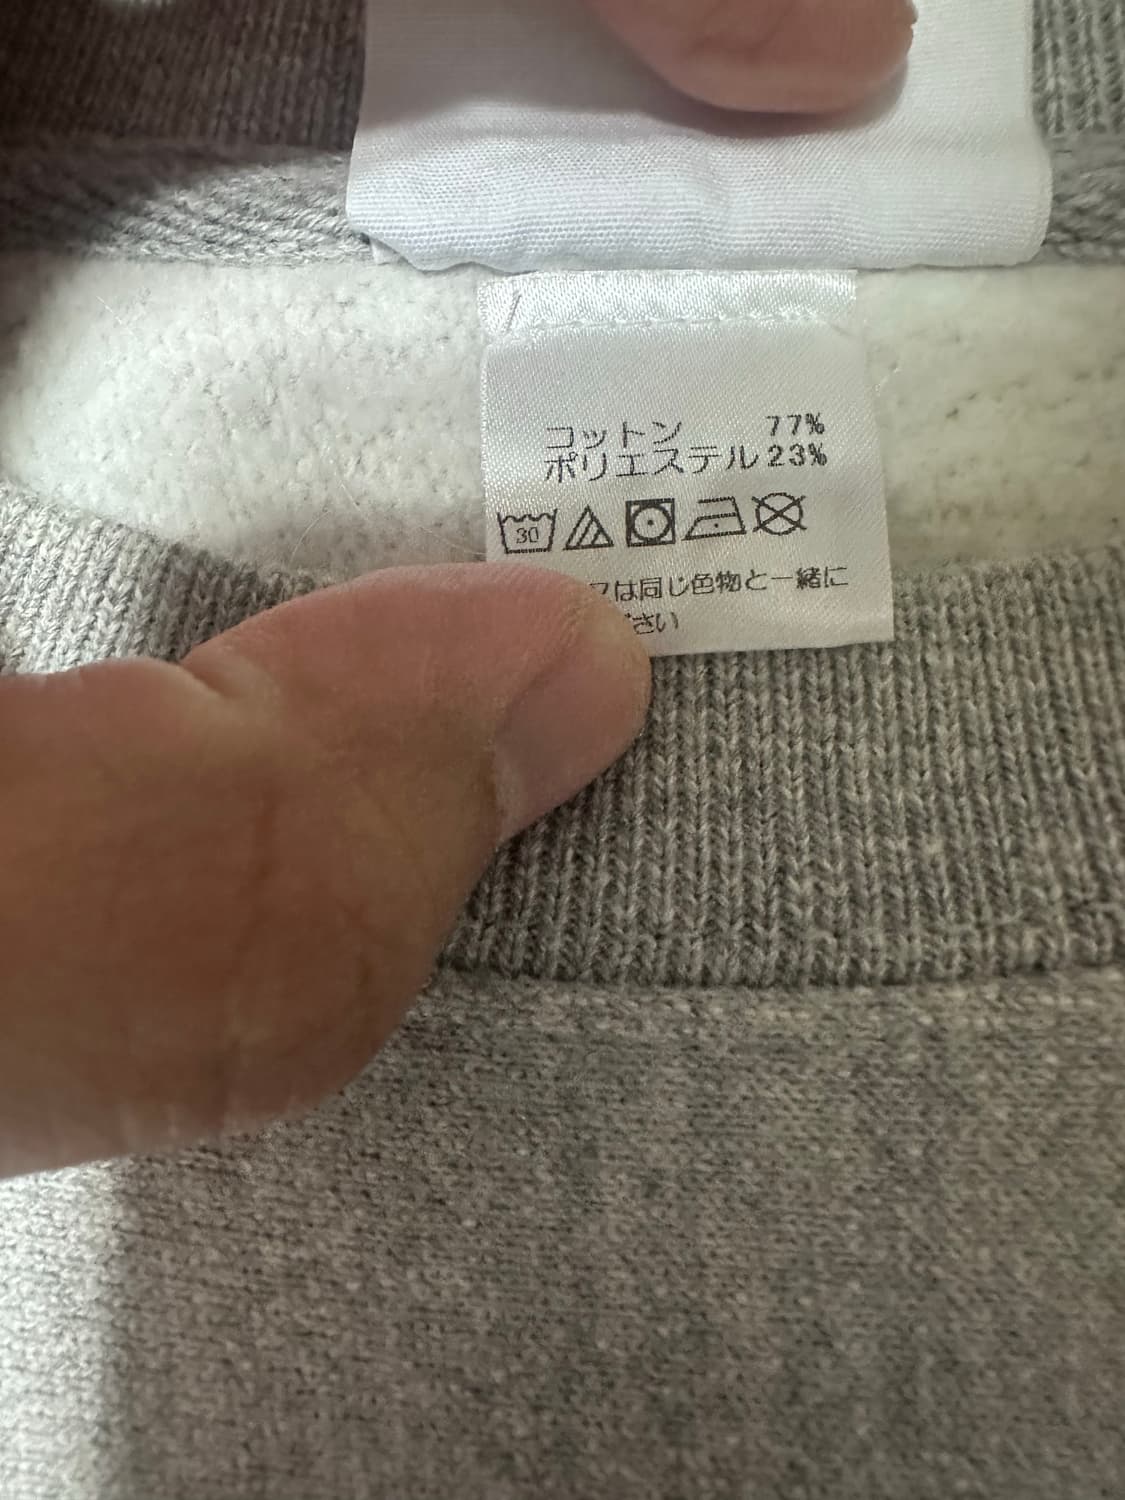 コットン 77%
ポリエステル 23%
30
は同じ色物と一緒に
さい